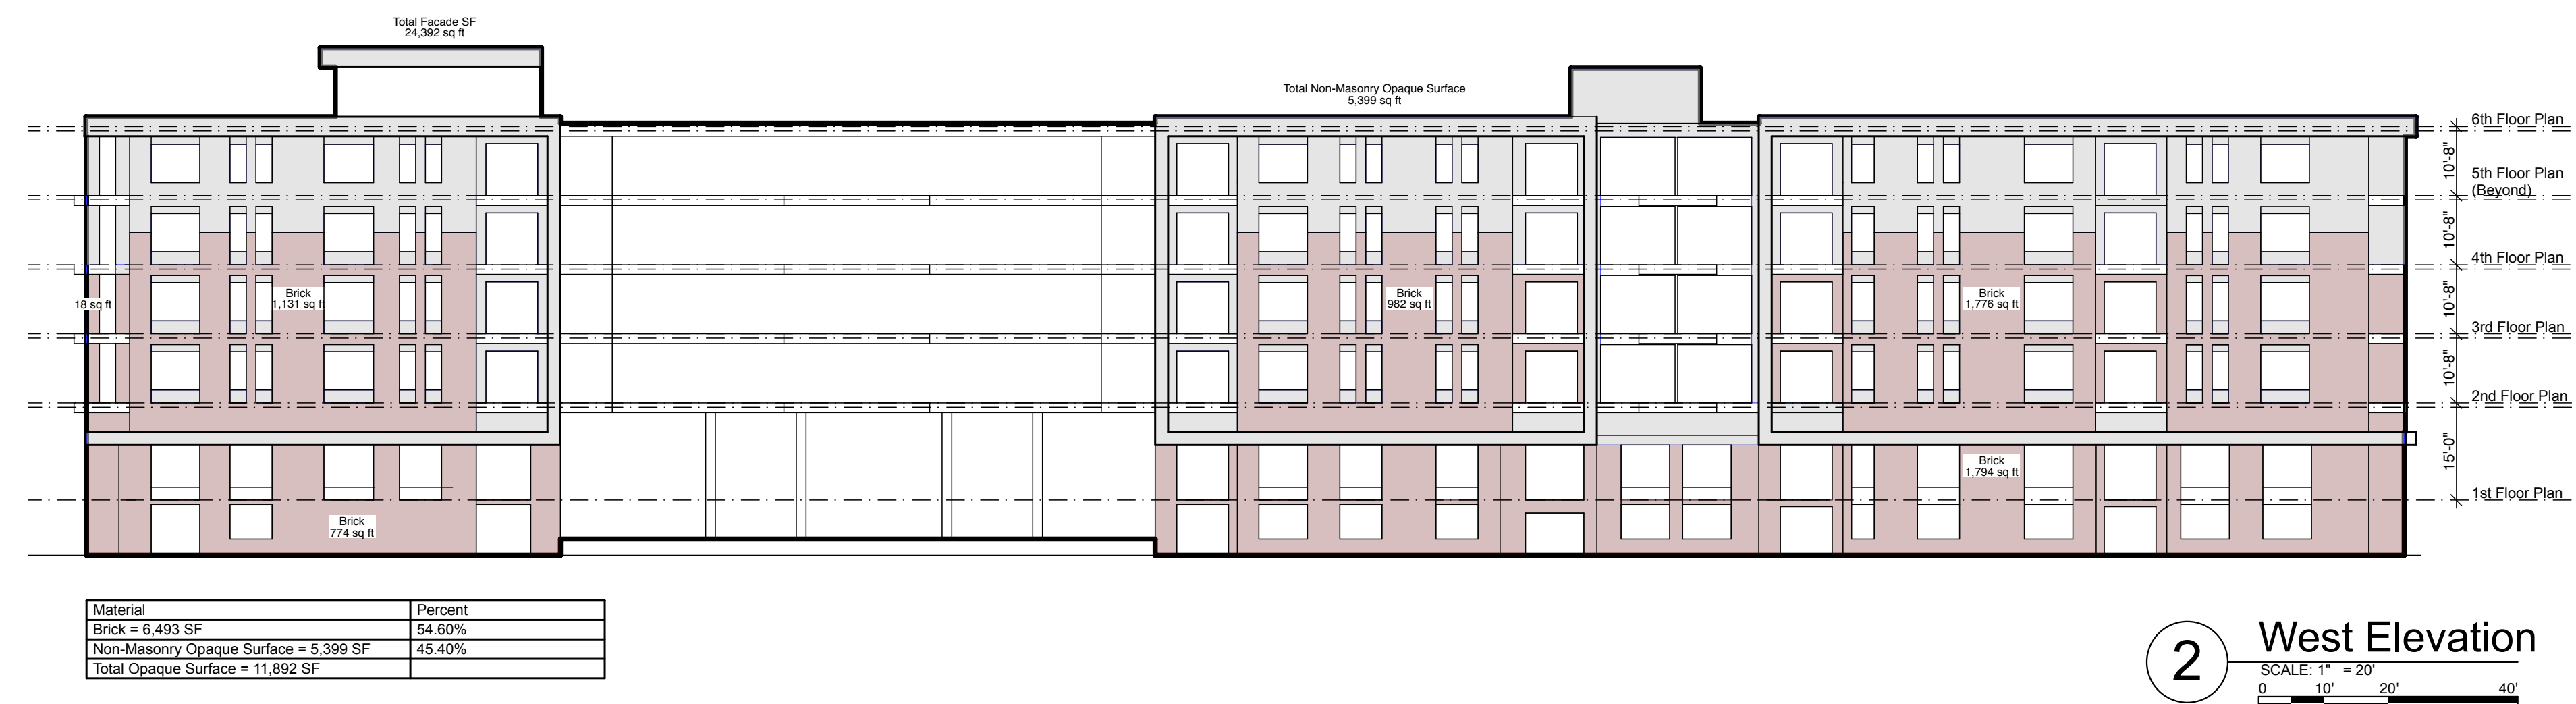 Total Facade SF
24,392 sq ft
Total Non-Masonry Opaque Surface
5,399 sq ft
6th Floor Plan
10'-8"
5th Floor Plan
(Beyond)
10'-8"
4th Floor Plan
10'-8"
3rd Floor Plan
10'-8"
2nd Floor Plan
15'-0"
1st Floor Plan
18 sq ft
Brick
1,131 sq ft
Brick
982 sq ft
Brick
1,776 sq ft
Brick
1,794 sq ft
Brick
774 sq ft
Material Percent
Brick = 6,493 SF 54.60%
Non-Masonry Opaque Surface = 5,399 SF 45.40%
Total Opaque Surface = 11,892 SF
2
West Elevation
SCALE: 1" = 20'
0 10' 20' 40'